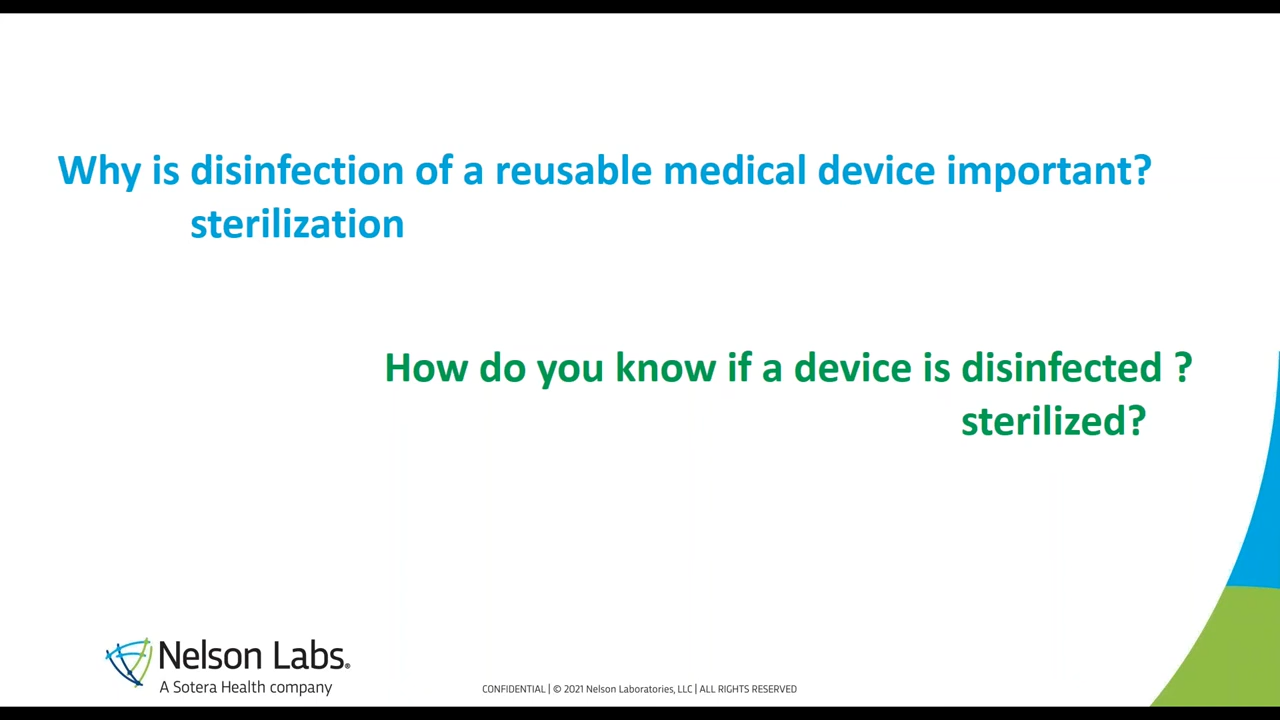 Why is disinfection of a reusable medical device important?
sterilization
How do you know if a device is disinfected ?
sterilized?
Nelson Labs®
A Sotera Health company
CONFIDENTIAL | © 2021 Nelson Laboratories, LLC | ALL RIGHTS RESERVED